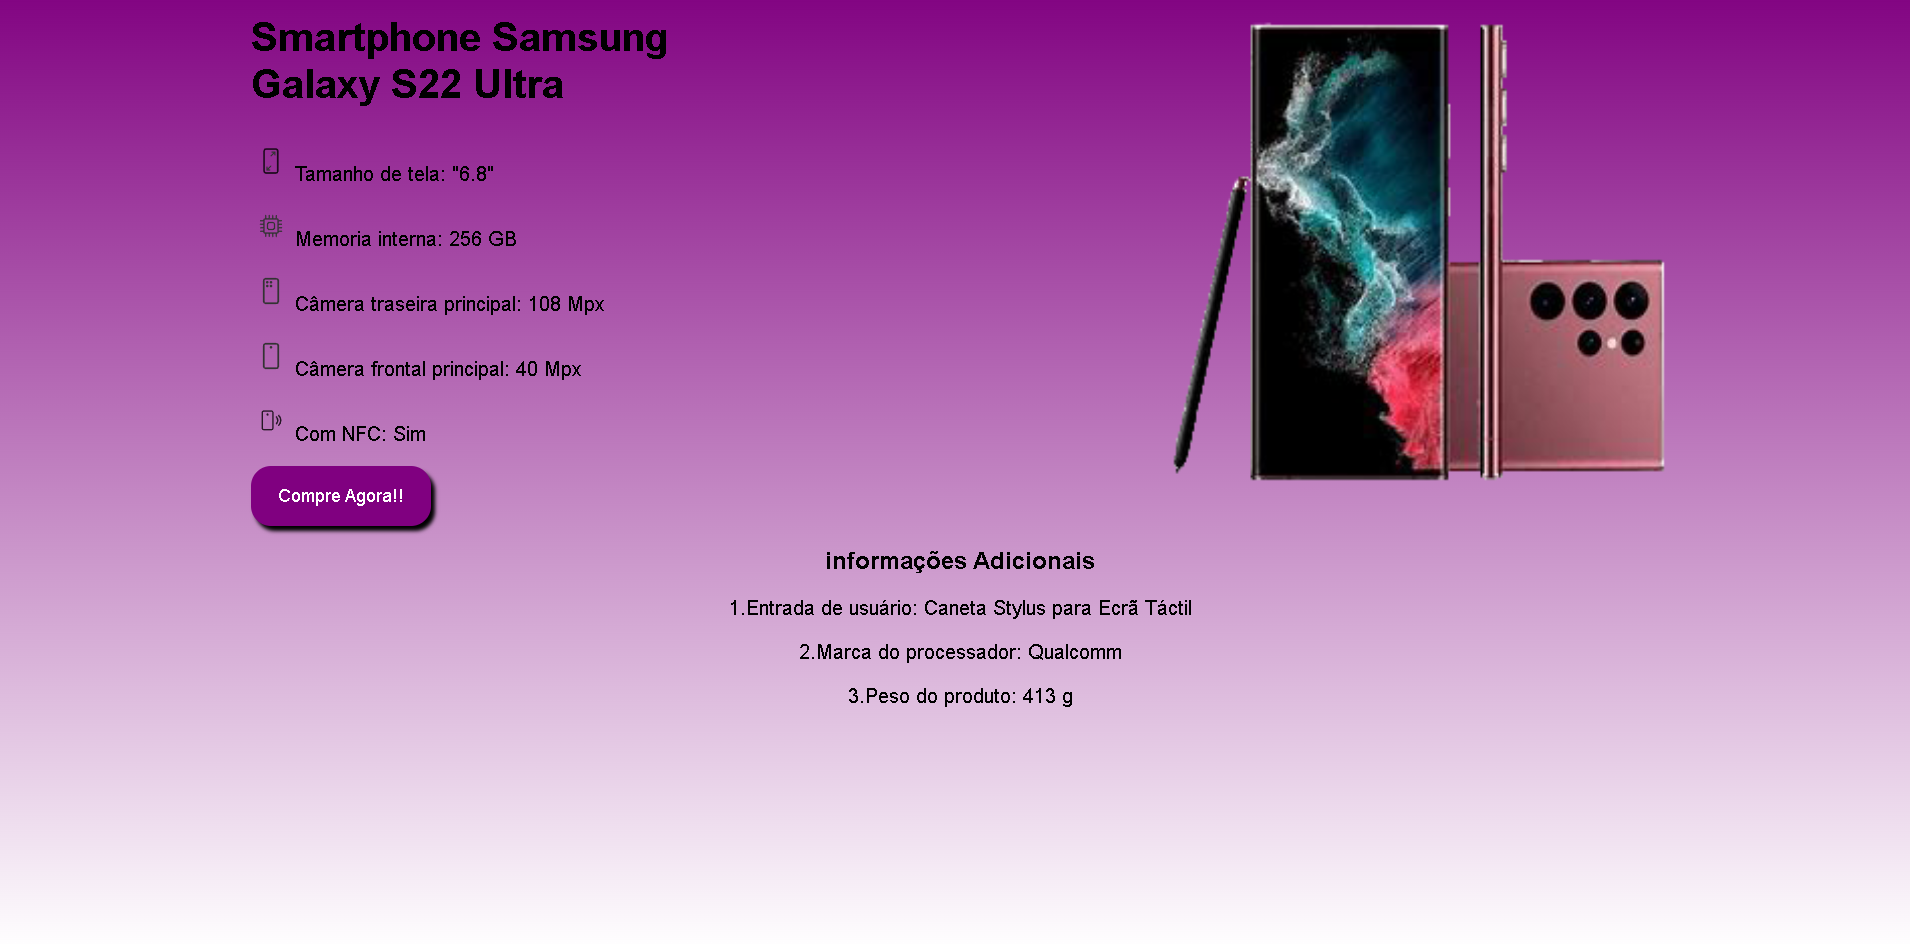 Smartphone Samsung
Galaxy S22 Ultra
Tamanho de tela: "6.8"
Memoria interna: 256 GB
Câmera traseira principal: 108 Mpx
Câmera frontal principal: 40 Mpx
Com NFC: Sim
Compre Agora!!
informações Adicionais
1.Entrada de usuário: Caneta Stylus para Ecrã Táctil
2.Marca do processador: Qualcomm
3.Peso do produto: 413 g